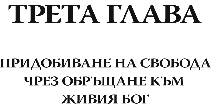 ТРЕТА ГЛАВА
ПРИДОБИВАНЕ НА СВОБОДА
ЧРЕЗ ОБРЪЩАНЕ КЪМ
ЖИВИЯ БОГ